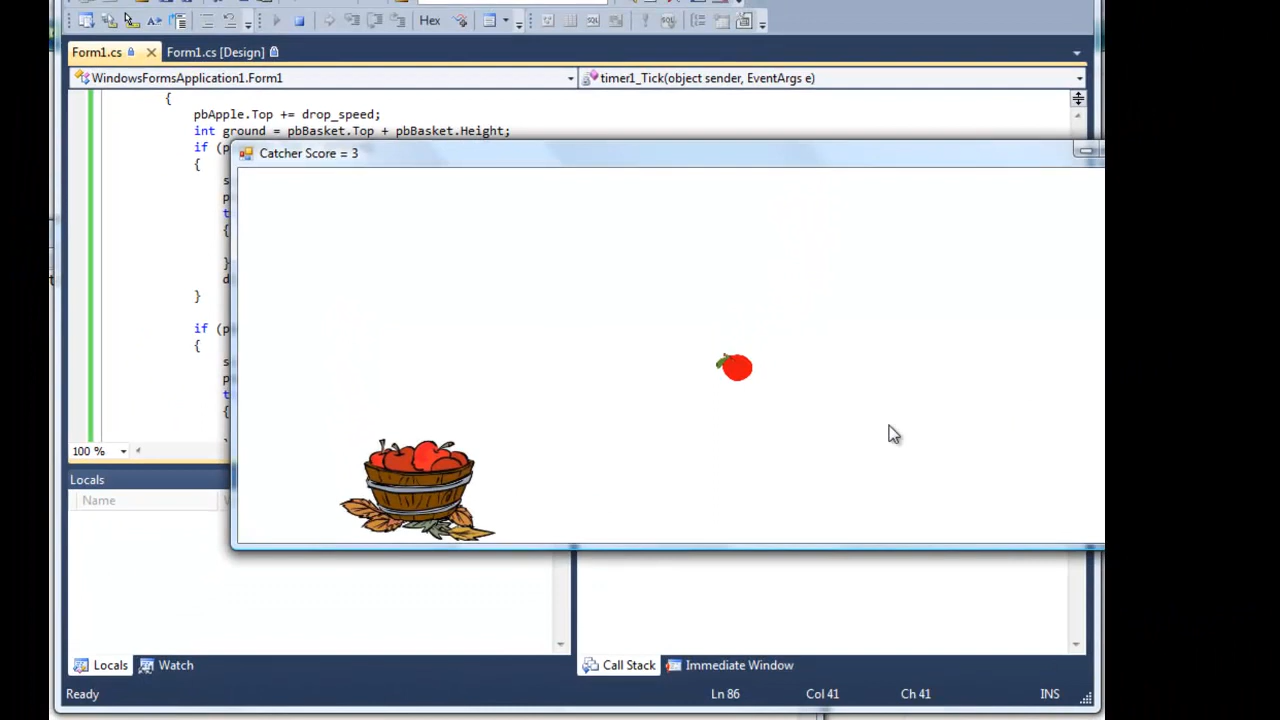 Hex
Form1.cs
Form1.cs [Design]
WindowsFormsApplication1.Form1
timer1_Tick(object sender, EventArgs e)
{
pbApple.Top += drop_speed;
int ground = pbBasket.Top + pbBasket.Height;
if (p
Catcher Score = 3
{
s
p
t
{
}
d
}
if (p
{
s
p
t
{
100 %
Locals
Name
Locals
Watch
Call Stack
Immediate Window
Ready
Ln 86
Col 41
Ch 41
INS